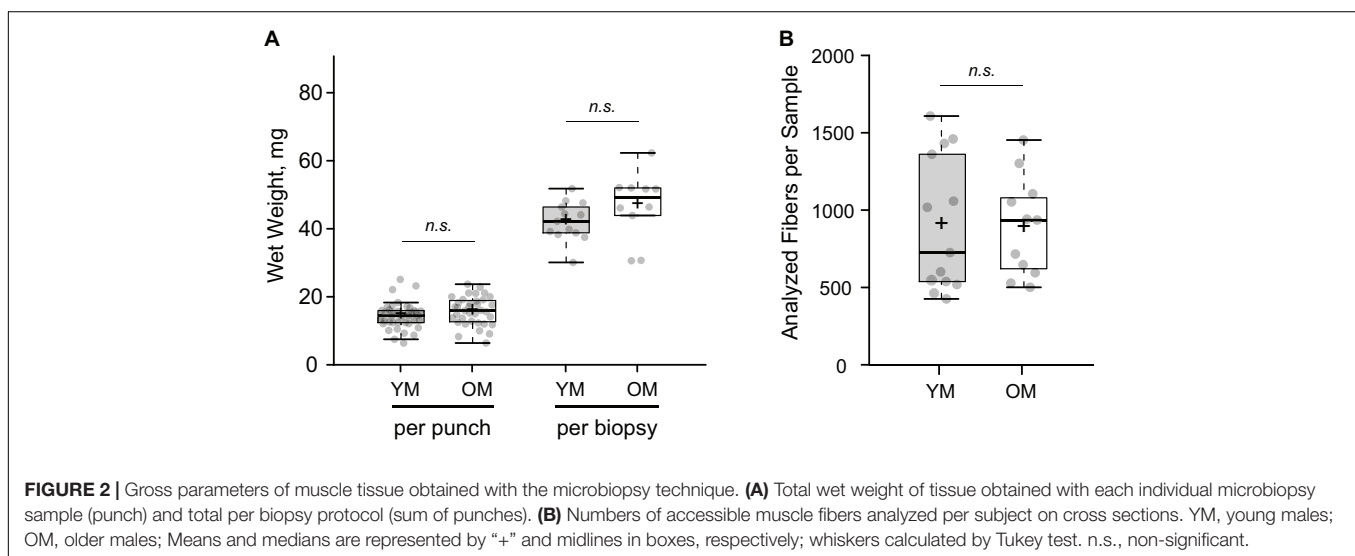 A
Wet Weight, mg
80
60
40
20
0
n.s.
n.s.
YM
OM
YM
OM
per punch
per biopsy
B
Analyzed Fibers per Sample
2000
1500
1000
500
0
n.s.
YM
OM
FIGURE 2 | Gross parameters of muscle tissue obtained with the microbiopsy technique. (A) Total wet weight of tissue obtained with each individual microbiopsy
sample (punch) and total per biopsy protocol (sum of punches). (B) Numbers of accessible muscle fibers analyzed per subject on cross sections. YM, young males;
OM, older males; Means and medians are represented by “+” and midlines in boxes, respectively; whiskers calculated by Tukey test. n.s., non-significant.